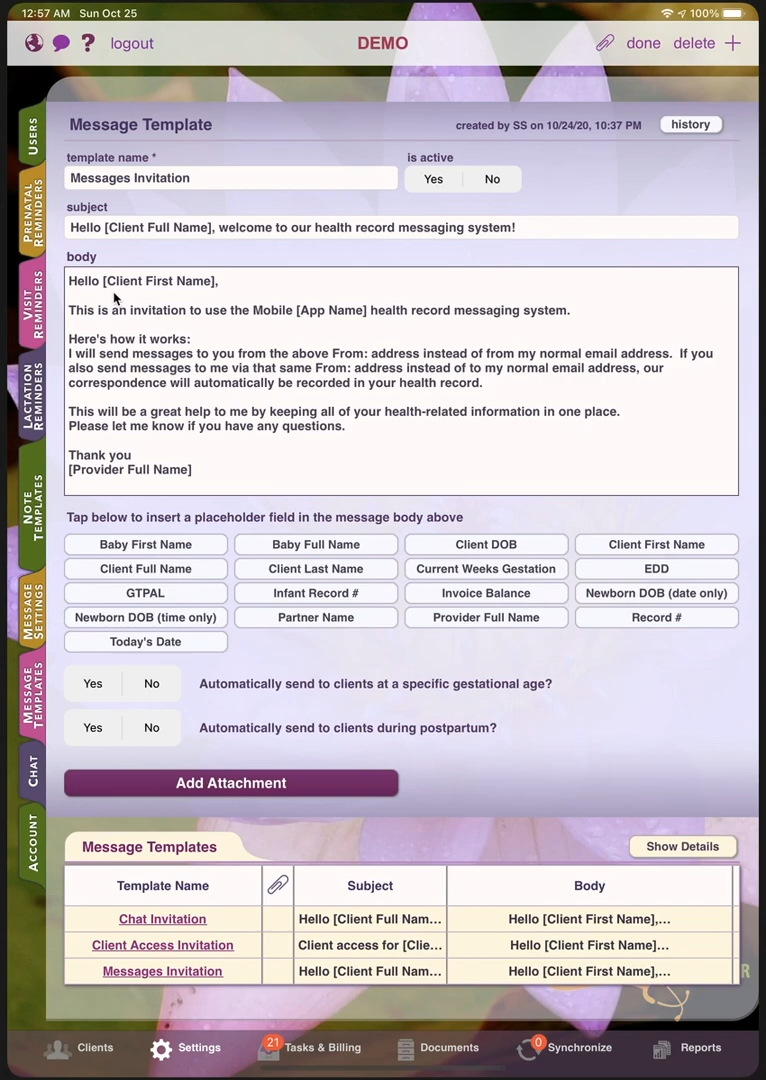 12:57 AM Sun Oct 25 100%
? logout DEMO done delete +
Message Template created by SS on 10/24/20, 10:37 PM history
template name * is active
Messages Invitation Yes No
subject
Hello [Client Full Name], welcome to our health record messaging system!
body
Hello [Client First Name],
This is an invitation to use the Mobile [App Name] health record messaging system.
Here's how it works:
I will send messages to you from the above From: address instead of from my normal email address.  If you
also send messages to me via that same From: address instead of to my normal email address, our
correspondence will automatically be recorded in your health record.
This will be a great help to me by keeping all of your health-related information in one place.
Please let me know if you have any questions.
Thank you
[Provider Full Name]
Tap below to insert a placeholder field in the message body above
Baby First Name Baby Full Name Client DOB Client First Name
Client Full Name Client Last Name Current Weeks Gestation EDD
GTPAL Infant Record # Invoice Balance Newborn DOB (date only)
Newborn DOB (time only) Partner Name Provider Full Name Record #
Today's Date
Yes No Automatically send to clients at a specific gestational age?
Yes No Automatically send to clients during postpartum?
Add Attachment
Message Templates Show Details
Template Name Subject Body
Chat Invitation Hello [Client Full Nam... Hello [Client First Name],...
Client Access Invitation Client access for [Clie... Hello [Client First Name]...
Messages Invitation Hello [Client Full Nam... Hello [Client First Name],...
R
USERS
PRENATAL
REMINDERS
VISIT
REMINDERS
LACTATION
REMINDERS
NOTE
TEMPLATES
MESSAGE
SETTINGS
MESSAGE
TEMPLATES
CHAT
ACCOUNT
Clients Settings 21 Tasks & Billing Documents 0 Synchronize Reports